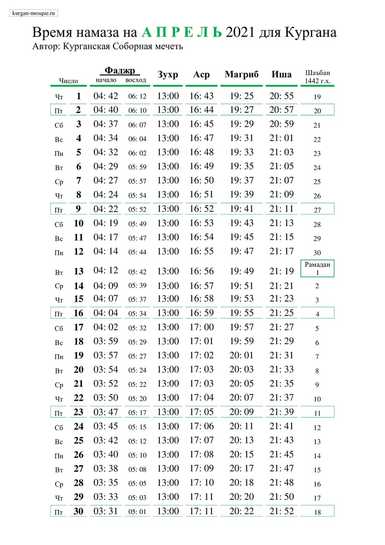 kurgan-mosque.ru
Время намаза на АПРЕЛЬ 2021 для Кургана
Автор: Курганская Соборная мечеть
Числа Фаджр начало восход Зухр Аср Магриб Иша Шаъбан 1442 г.х.
Чт 1 04: 42 06: 12 13:00 16: 43 19: 25 20: 55 19
Пт 2 04: 40 06: 10 13:00 16: 44 19: 27 20: 57 20
Сб 3 04: 37 06: 07 13:00 16: 45 19: 29 20: 59 21
Вс 4 04: 34 06: 04 13:00 16: 47 19: 31 21: 01 22
Пн 5 04: 32 06: 02 13:00 16: 48 19: 33 21: 03 23
Вт 6 04: 29 05: 59 13:00 16: 49 19: 35 21: 05 24
Ср 7 04: 27 05: 57 13:00 16: 50 19: 37 21: 07 25
Чт 8 04: 24 05: 54 13:00 16: 51 19: 39 21: 09 26
Пт 9 04: 22 05: 52 13:00 16: 52 19: 41 21: 11 27
Сб 10 04: 19 05: 49 13:00 16: 53 19: 43 21: 13 28
Вс 11 04: 17 05: 47 13:00 16: 54 19: 45 21: 15 29
Пн 12 04: 14 05: 44 13:00 16: 55 19: 47 21: 17 30
Рамадан
Вт 13 04: 12 05: 42 13:00 16: 56 19: 49 21: 19 1
Ср 14 04: 09 05: 39 13:00 16: 57 19: 51 21: 21 2
Чт 15 04: 07 05: 37 13:00 16: 58 19: 53 21: 23 3
Пт 16 04: 04 05: 34 13:00 16: 59 19: 55 21: 25 4
Сб 17 04: 02 05: 32 13:00 17: 00 19: 57 21: 27 5
Вс 18 03: 59 05: 29 13:00 17: 01 19: 59 21: 29 6
Пн 19 03: 57 05: 27 13:00 17: 02 20: 01 21: 31 7
Вт 20 03: 54 05: 24 13:00 17: 03 20: 03 21: 33 8
Ср 21 03: 52 05: 22 13:00 17: 03 20: 05 21: 35 9
Чт 22 03: 50 05: 20 13:00 17: 04 20: 07 21: 37 10
Пт 23 03: 47 05: 17 13:00 17: 05 20: 09 21: 39 11
Сб 24 03: 45 05: 15 13:00 17: 06 20: 11 21: 41 12
Вс 25 03: 42 05: 12 13:00 17: 07 20: 13 21: 43 13
Пн 26 03: 40 05: 10 13:00 17: 08 20: 15 21: 45 14
Вт 27 03: 38 05: 08 13:00 17: 09 20: 17 21: 47 15
Ср 28 03: 35 05: 05 13:00 17: 10 20: 18 21: 48 16
Чт 29 03: 33 05: 03 13:00 17: 11 20: 20 21: 50 17
Пт 30 03: 31 05: 01 13:00 17: 11 20: 22 21: 52 18